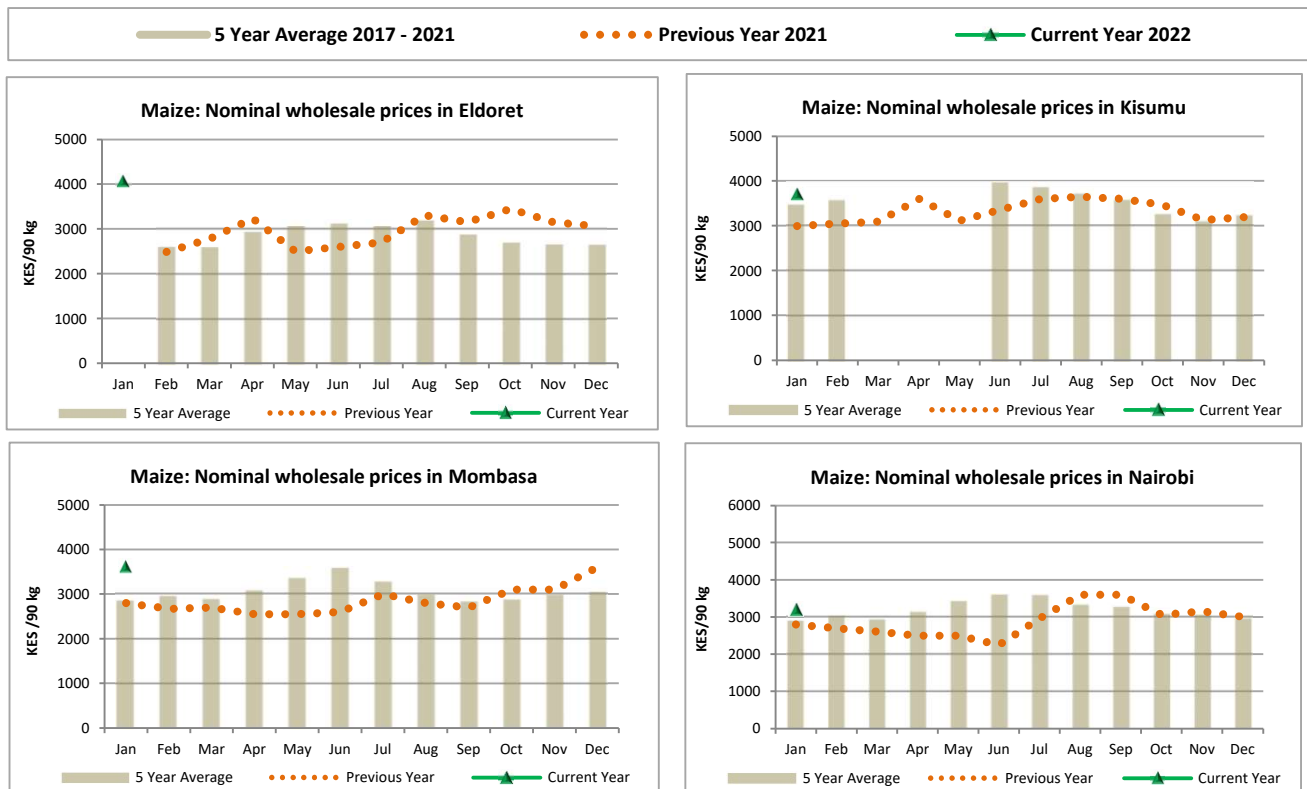 5 Year Average 2017 - 2021 Previous Year 2021 Current Year 2022
Maize: Nominal wholesale prices in Eldoret
KES/90 kg
5000
4000
3000
2000
1000
0
Jan Feb Mar Apr May Jun Jul Aug Sep Oct Nov Dec
5 Year Average Previous Year Current Year
Maize: Nominal wholesale prices in Kisumu
KES/90 kg
5000
4000
3000
2000
1000
0
Jan Feb Mar Apr May Jun Jul Aug Sep Oct Nov Dec
5 Year Average Previous Year Current Year
Maize: Nominal wholesale prices in Mombasa
KES/90 kg
5000
4000
3000
2000
1000
0
Jan Feb Mar Apr May Jun Jul Aug Sep Oct Nov Dec
5 Year Average Previous Year Current Year
Maize: Nominal wholesale prices in Nairobi
KES/90 kg
6000
5000
4000
3000
2000
1000
0
Jan Feb Mar Apr May Jun Jul Aug Sep Oct Nov Dec
5 Year Average Previous Year Current Year